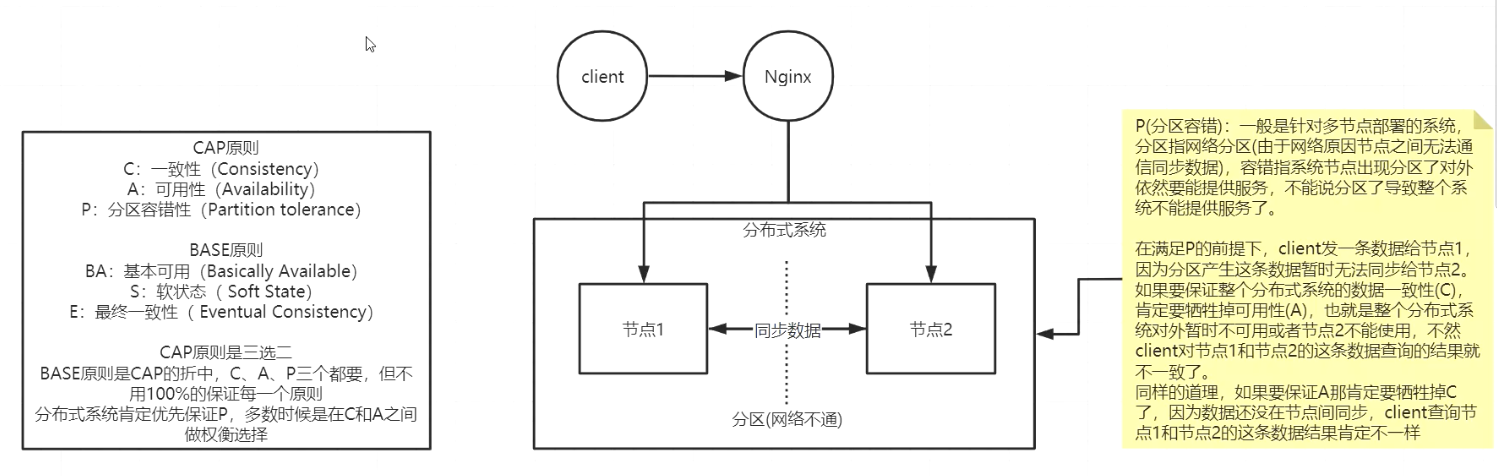 CAP原则
C：一致性（Consistency）
A：可用性（Availability）
P：分区容错性（Partition tolerance）
BASE原则
BA：基本可用（Basically Available）
S：软状态（ Soft State ）
E：最终一致性（ Eventual Consistency）
CAP原则是三选二
BASE原则是CAP的折中，C、A、P三个都要，但不
用100%的保证每一个原则
分布式系统肯定优先保证P，多数时候是在C和A之间
做权衡选择
client
Nginx
分布式系统
节点1
同步数据
节点2
分区(网络不通)
P(分区容错)：一般是针对多节点部署的系统，
分区指网络分区(由于网络原因节点之间无法通
信同步数据)，容错指系统节点出现分区了对外
依然要能提供服务，不能说分区了导致整个系
统不能提供服务了。
在满足P的前提下，client发一条数据给节点1，
因为分区产生这条数据暂时无法同步给节点2。
如果要保证整个分布式系统的数据一致性(C)，
肯定要牺牲掉可用性(A)，也就是整个分布式系
统对外暂时不可用或者节点2不能使用，不然
client对节点1和节点2的这条数据查询的结果就
不一致了。
同样的道理，如果要保证A那肯定要牺牲掉C
了，因为数据还没在节点间同步，client查询节
点1和节点2的这条数据结果肯定不一样